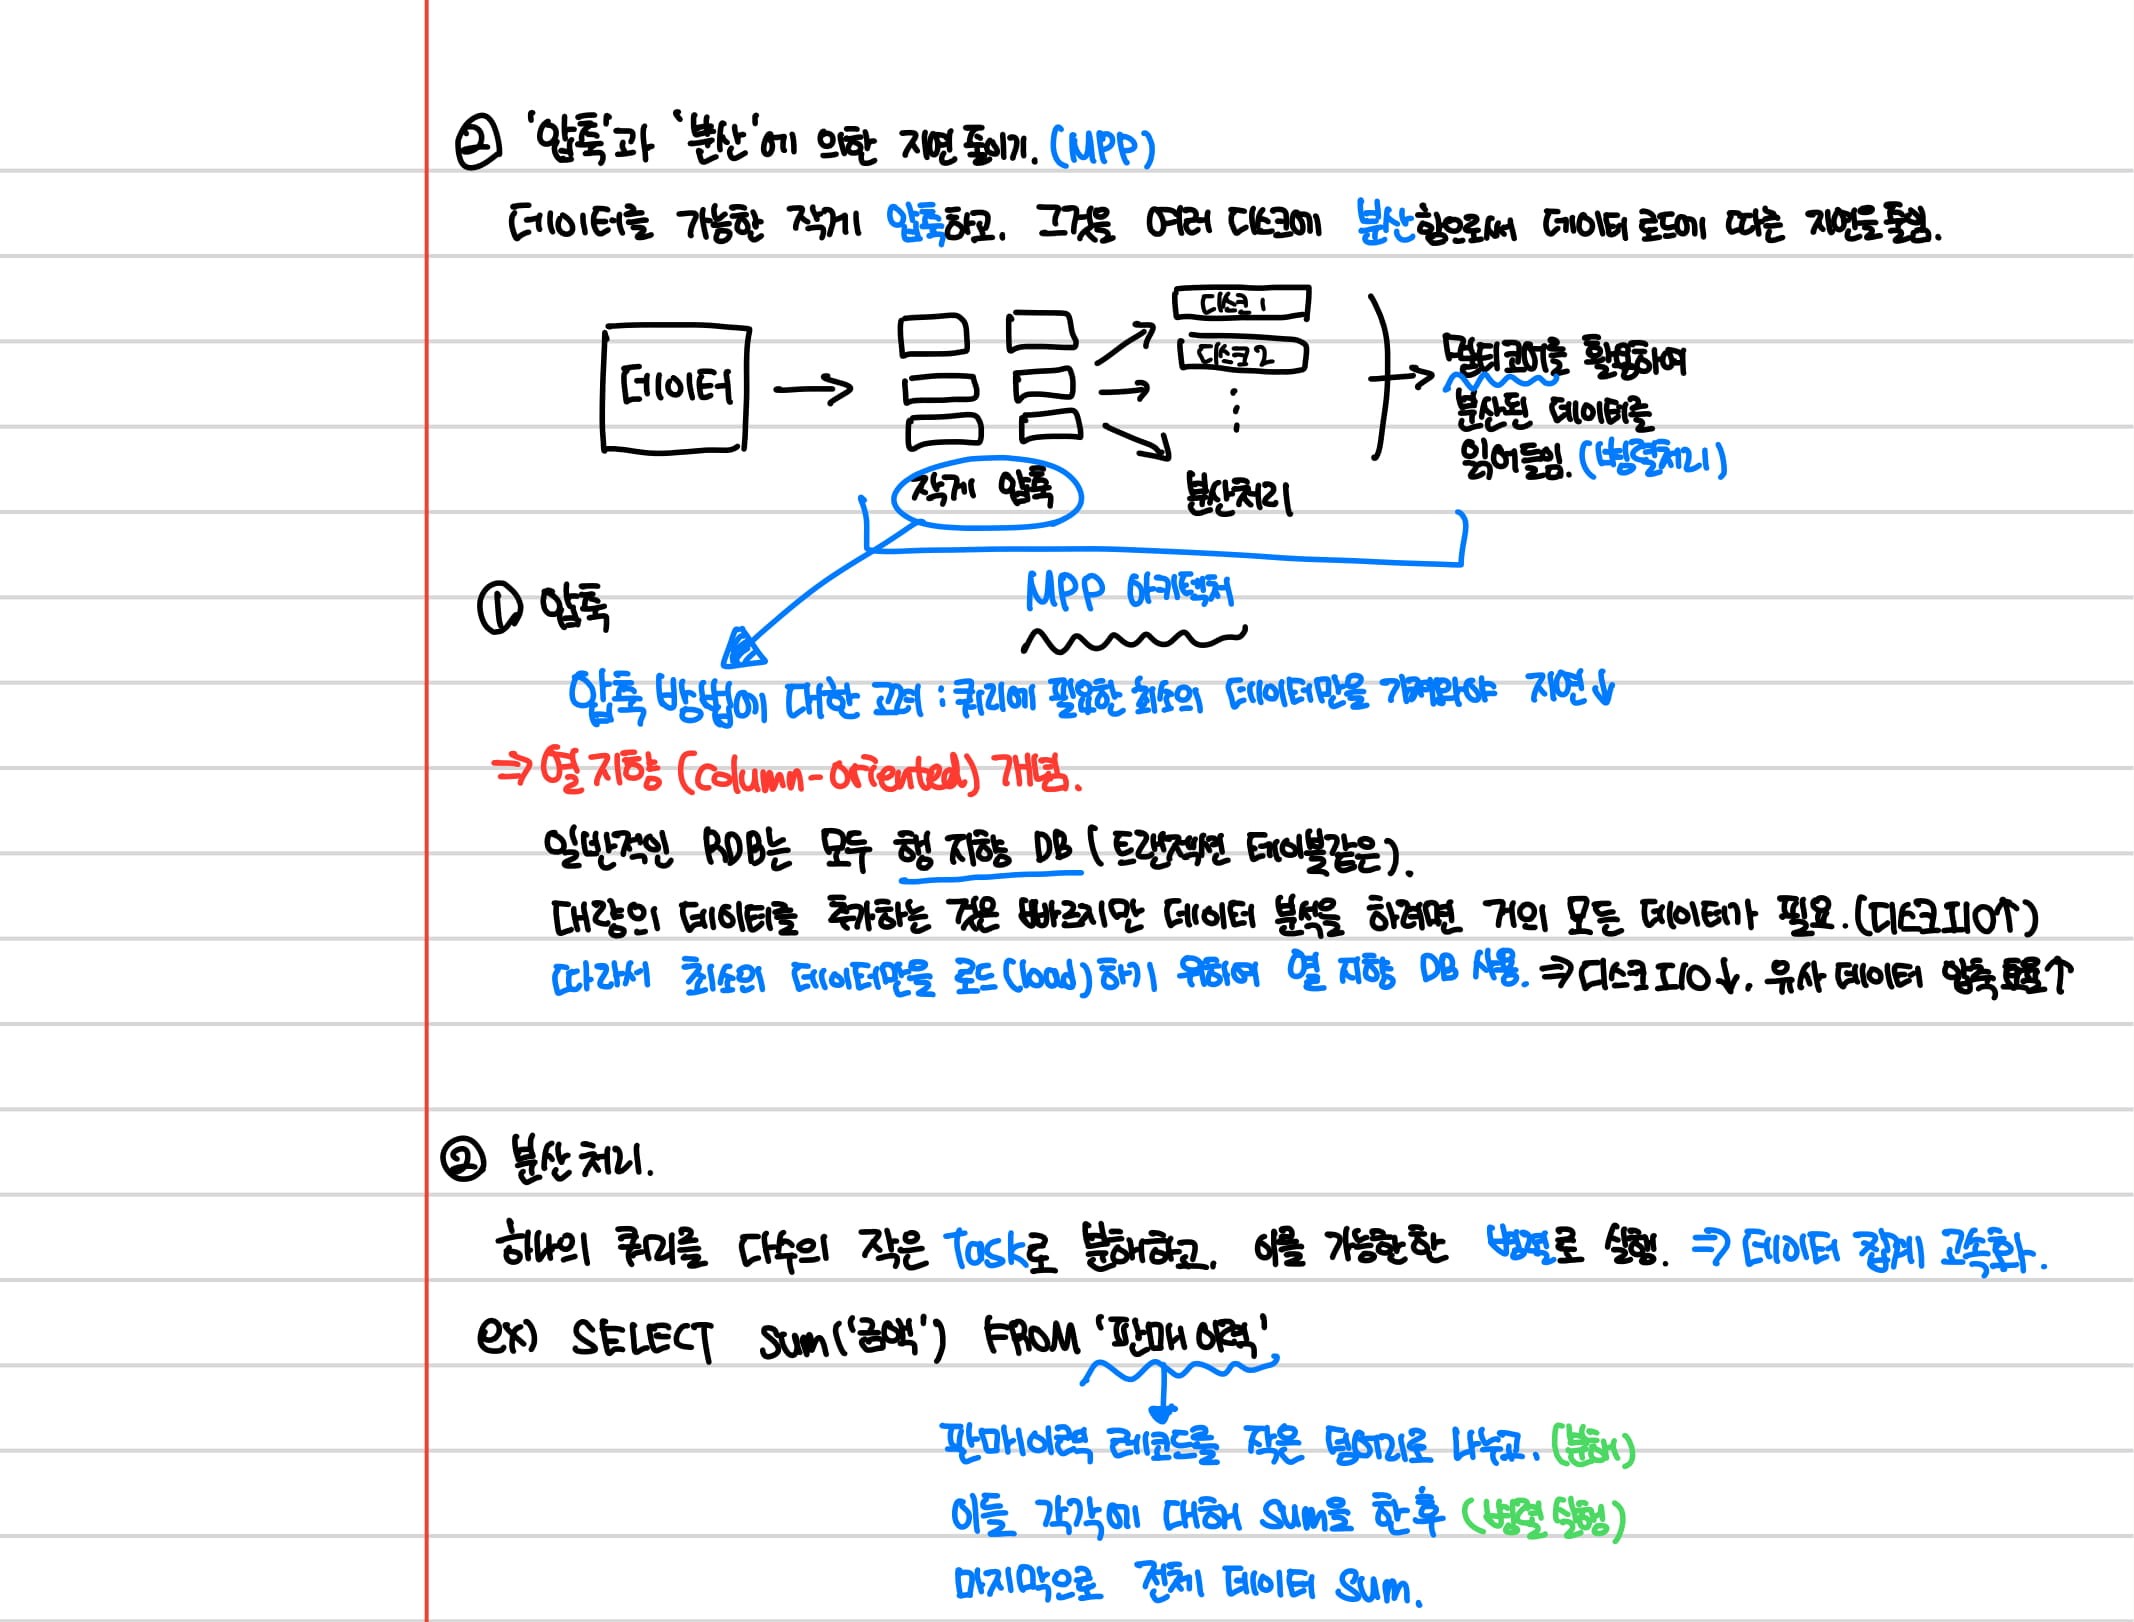 ② '압축'과 '분산'에 의한 지연 줄이기. (MPP)
데이터를 가능한 작게 압축하고. 그것을 여러 디스크에 분산함으로써 데이터 로드에 따른 지연을 줄임.
데이터
디스크 1
디스크 2
작게 압축
분산처리
멀티코어를 활용하여
분산된 데이터를
읽어들임. (병렬처리)
MPP 아키텍처
① 압축
압축 방법에 대한 고려 : 쿼리에 필요한 최소의 데이터만을 가져와야 지연↓
⇒ 열 지향 (column-oriented) 개념.
일반적인 RDB는 모두 행 지향 DB (트랜잭션 테이블같은).
대량의 데이터를 추가하는 것은 빠르지만 데이터 분석을 하려면 거의 모든 데이터가 필요. (디스크 IO↑)
따라서 최소의 데이터만을 로드(load)하기 위하여 열 지향 DB 사용. ⇒ 디스크 IO↓. 유사 데이터 압축 효율↑
② 분산 처리.
하나의 쿼리를 다수의 작은 Task로 분해하고. 이를 가능한한 병렬로 실행. ⇒ 데이터 집계 고속화.
ex) SELECT sum('금액') FROM '판매이력'
판매이력 레코드를 작은 덩어리로 나누고. (분해)
이들 각각에 대해 sum을 한 후 (병렬 실행)
마지막으로 전체 데이터 sum.